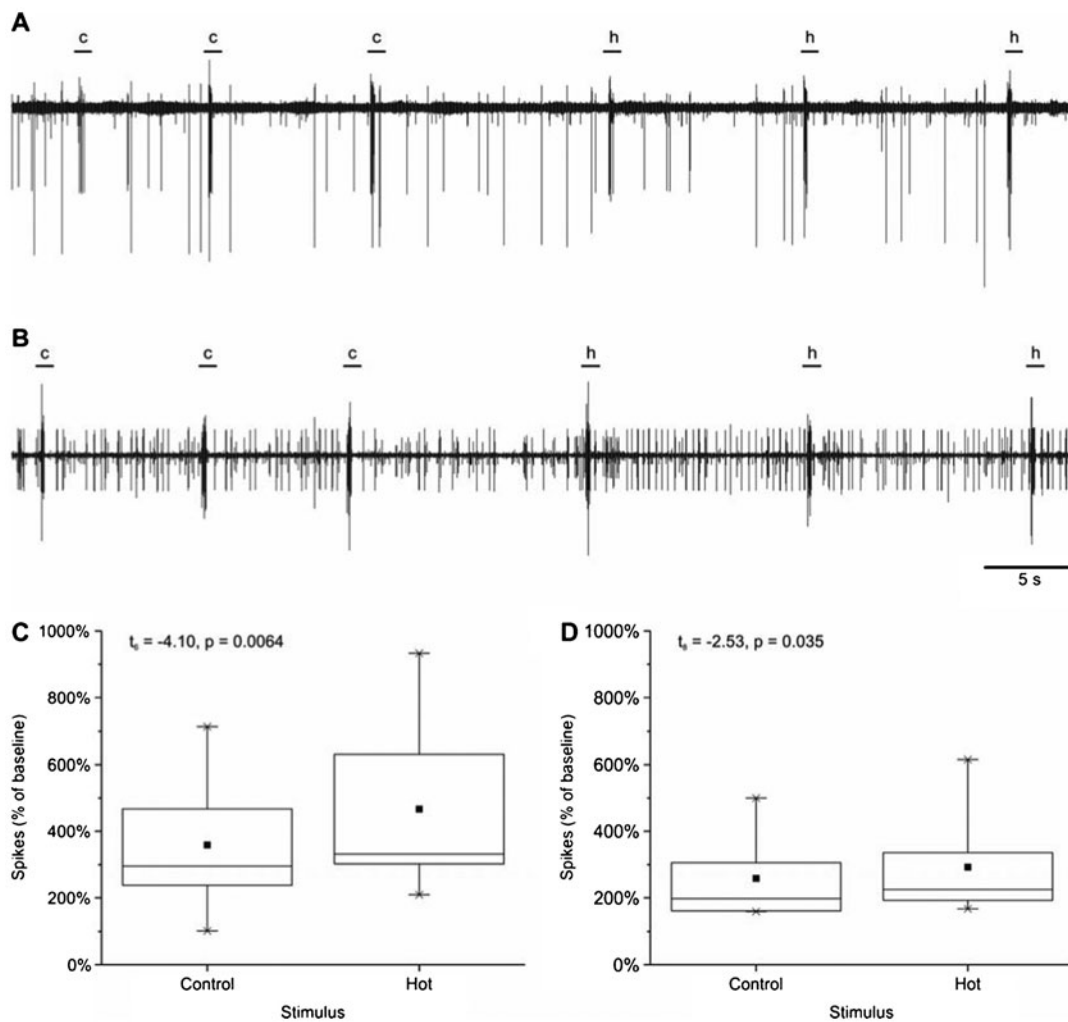 A
c c c h h h
B
c c c h h h
5 s
C
t₆ = -4.10, p = 0.0064
1000%
800%
600%
400%
200%
0%
Spikes (% of baseline)
Control Hot
Stimulus
D
t₈ = -2.53, p = 0.035
1000%
800%
600%
400%
200%
0%
Spikes (% of baseline)
Control Hot
Stimulus